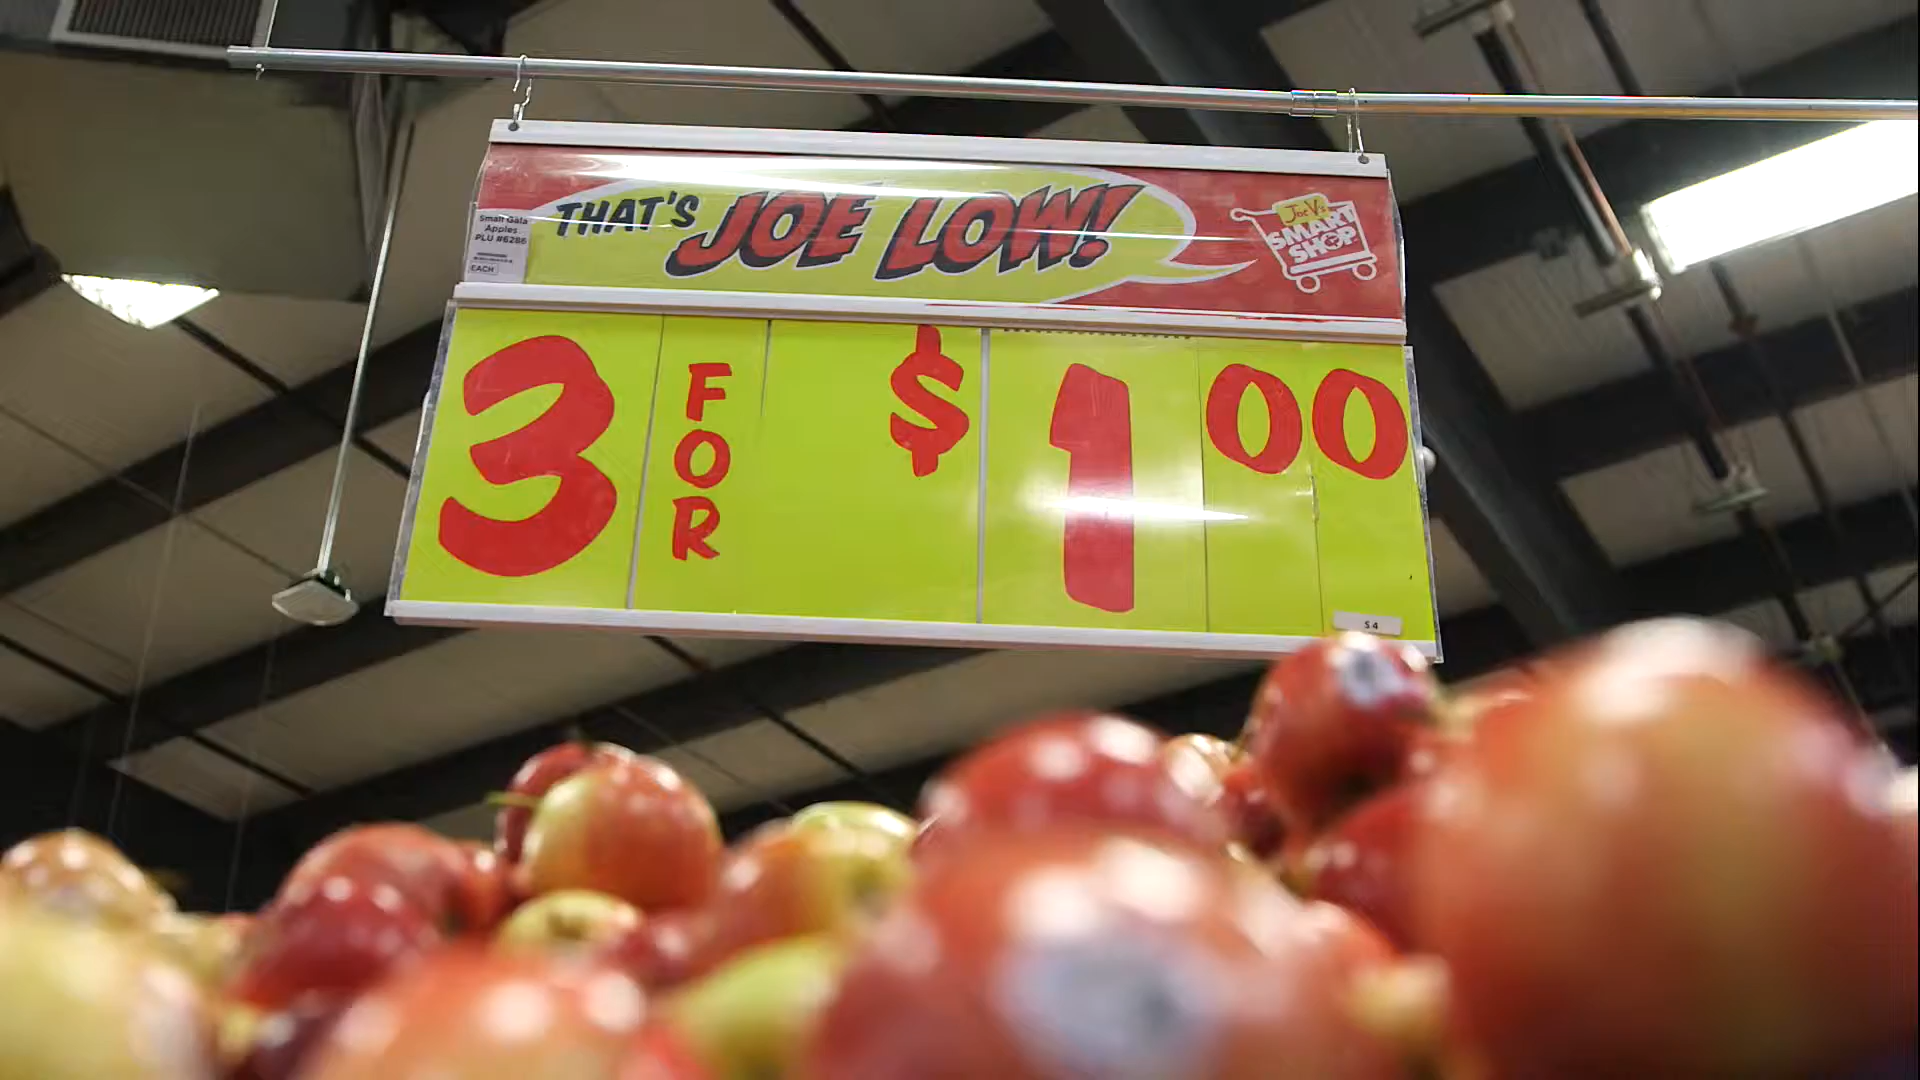 THAT'S JOE LOW!
Small Gala
Apples
PLU #6286
EACH
Joe V's
SMART
SHOP
3 FOR $1 00
S4